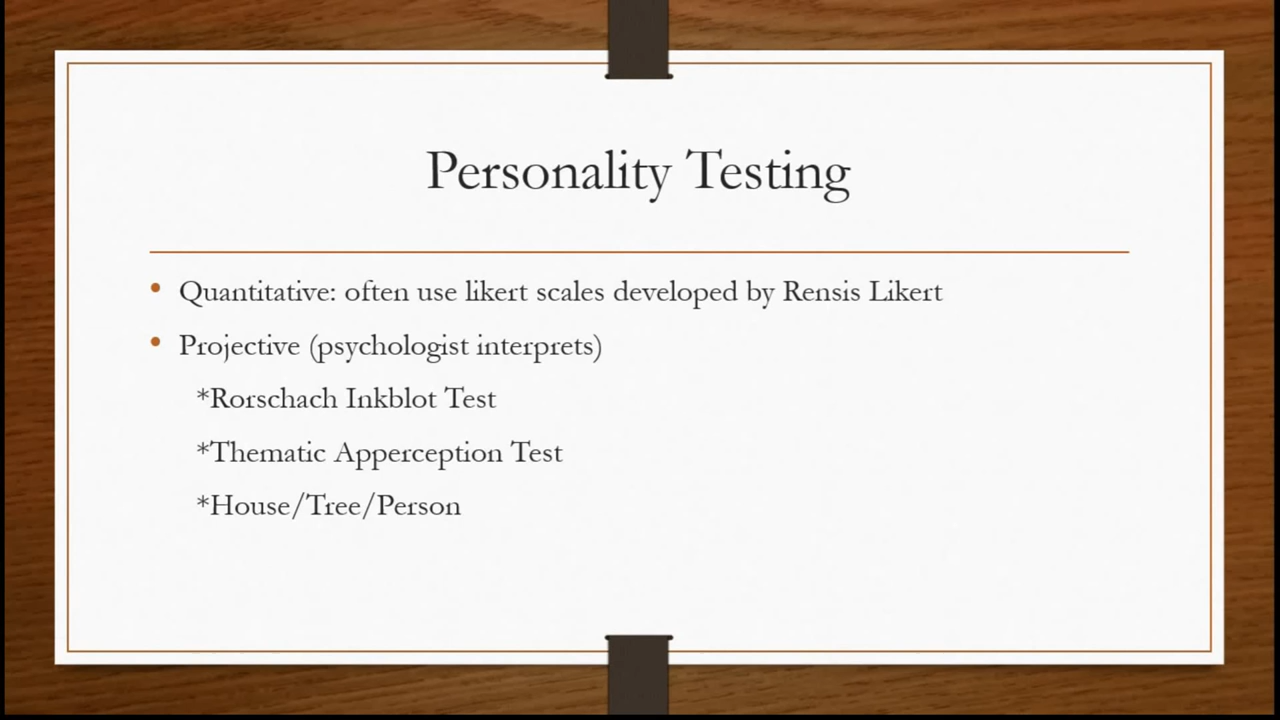 Personality Testing
• Quantitative: often use likert scales developed by Rensis Likert
• Projective (psychologist interprets)
*Rorschach Inkblot Test
*Thematic Apperception Test
*House/Tree/Person